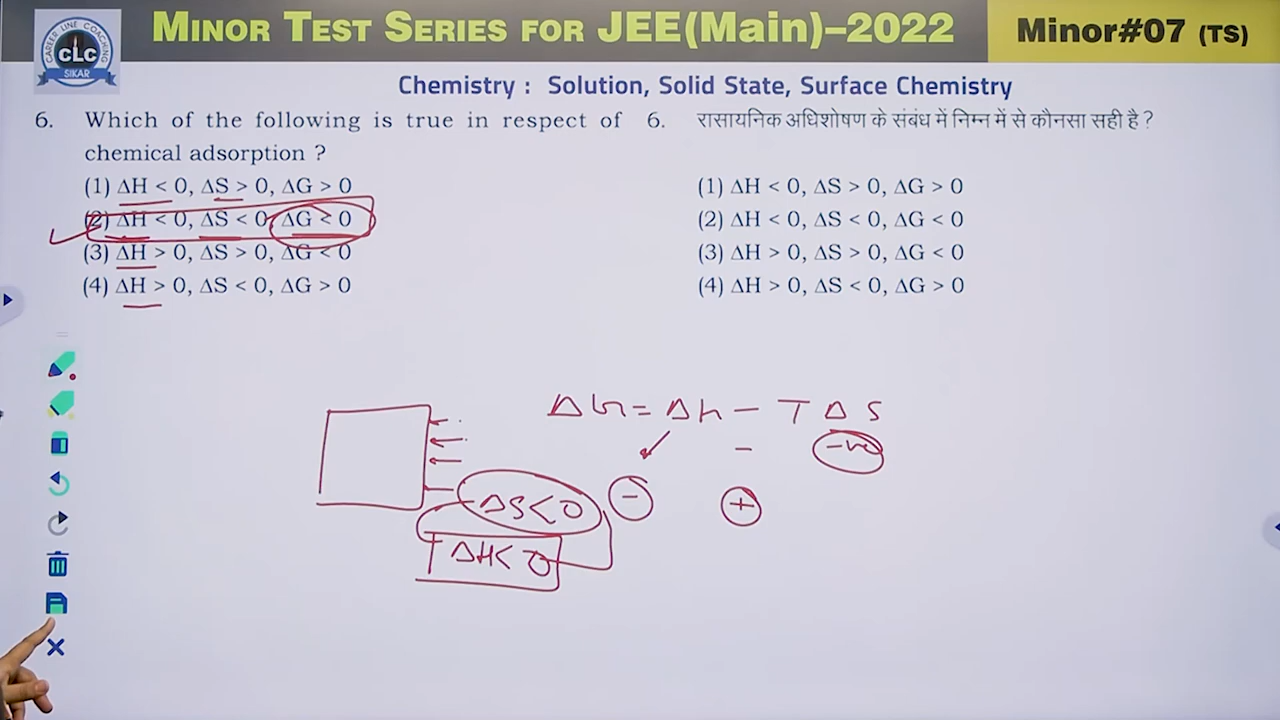 CAREER LINE COACHING
CLC
SIKAR
MINOR TEST SERIES FOR JEE(MAIN)–2022
Minor#07 (TS)
Chemistry : Solution, Solid State, Surface Chemistry
6. Which of the following is true in respect of
chemical adsorption ?
(1) ΔH < 0, ΔS > 0, ΔG > 0
(2) ΔH < 0, ΔS < 0, ΔG < 0
(3) ΔH > 0, ΔS > 0, ΔG < 0
(4) ΔH > 0, ΔS < 0, ΔG > 0
6. रासायनिक अधिशोषण के संबंध में निम्न में से कौनसा सही है ?
(1) ΔH < 0, ΔS > 0, ΔG > 0
(2) ΔH < 0, ΔS < 0, ΔG < 0
(3) ΔH > 0, ΔS > 0, ΔG < 0
(4) ΔH > 0, ΔS < 0, ΔG > 0
ΔG = Δh – T Δ S
– –ve
– +
ΔS < 0
ΔH < 0